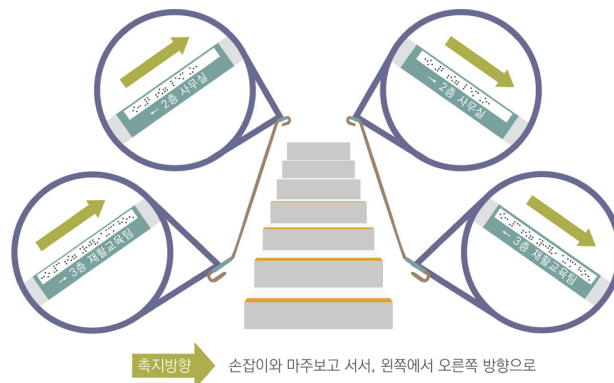 ← 2층 사무실
→ 2층 사무실
→ 3층 재활교육팀
← 3층 재활교육팀
촉지방향 손잡이와 마주보고 서서, 왼쪽에서 오른쪽 방향으로